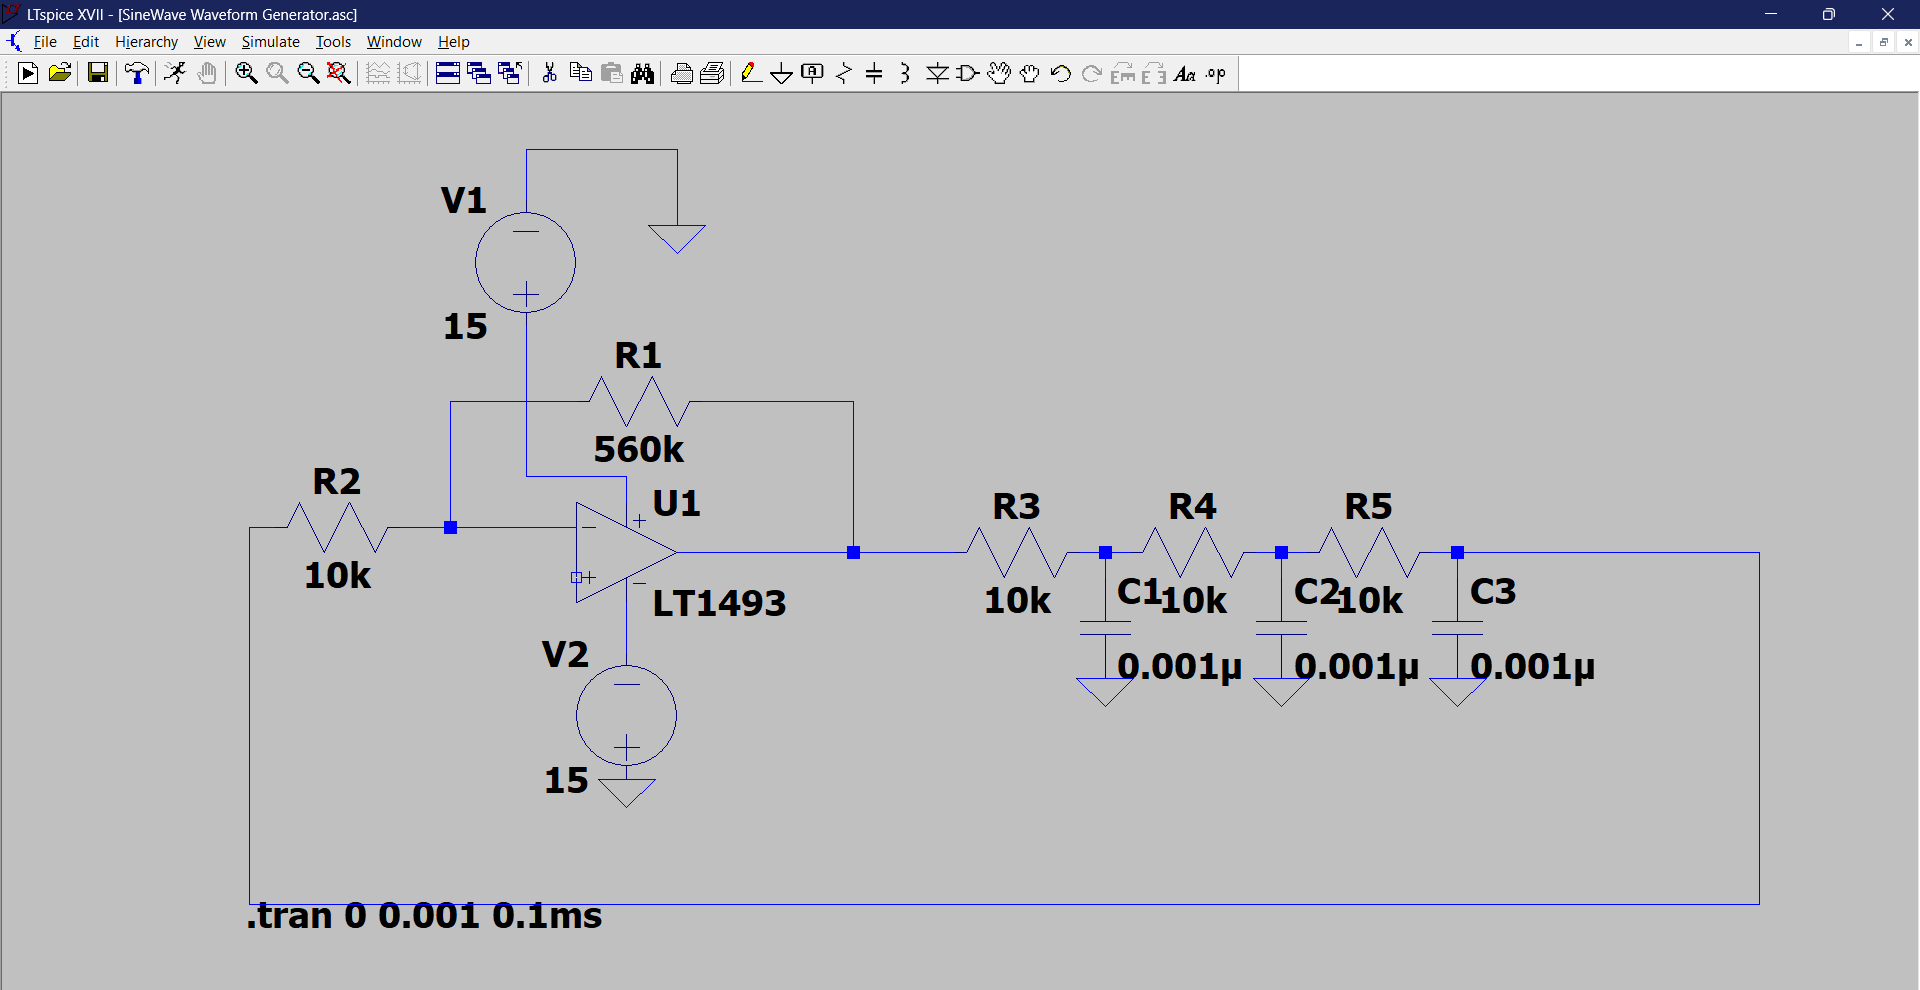 LTspice XVII - [SineWave Waveform Generator.asc]
File Edit Hierarchy View Simulate Tools Window Help
A Aa .op
V1
15
R1
560k
R2
10k
U1
LT1493
V2
15
R3
10k
R4
10k
R5
10k
C1
0.001µ
C2
0.001µ
C3
0.001µ
.tran 0 0.001 0.1ms